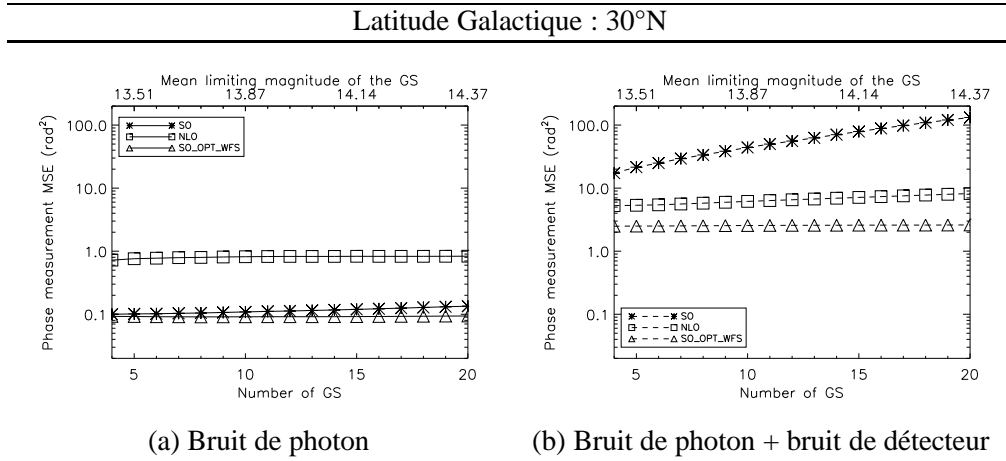 Latitude Galactique : 30°N
Mean limiting magnitude of the GS
13.51 13.87 14.14 14.37
100.0
10.0
1.0
0.1
Phase measurement MSE (rad²)
SO
NLO
SO_OPT_WFS
5 10 15 20
Number of GS
(a) Bruit de photon
Mean limiting magnitude of the GS
13.51 13.87 14.14 14.37
100.0
10.0
1.0
0.1
Phase measurement MSE (rad²)
SO
NLO
SO_OPT_WFS
5 10 15 20
Number of GS
(b) Bruit de photon + bruit de détecteur